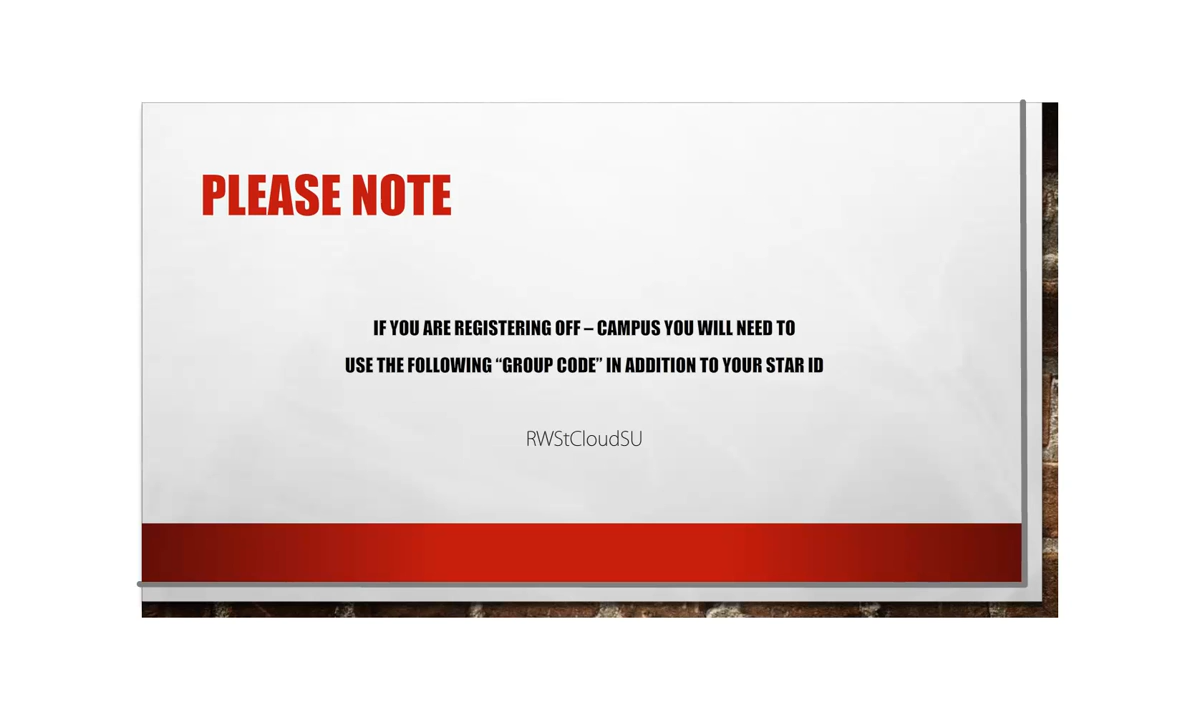 PLEASE NOTE
IF YOU ARE REGISTERING OFF – CAMPUS YOU WILL NEED TO
USE THE FOLLOWING “GROUP CODE” IN ADDITION TO YOUR STAR ID
RWStCloudSU